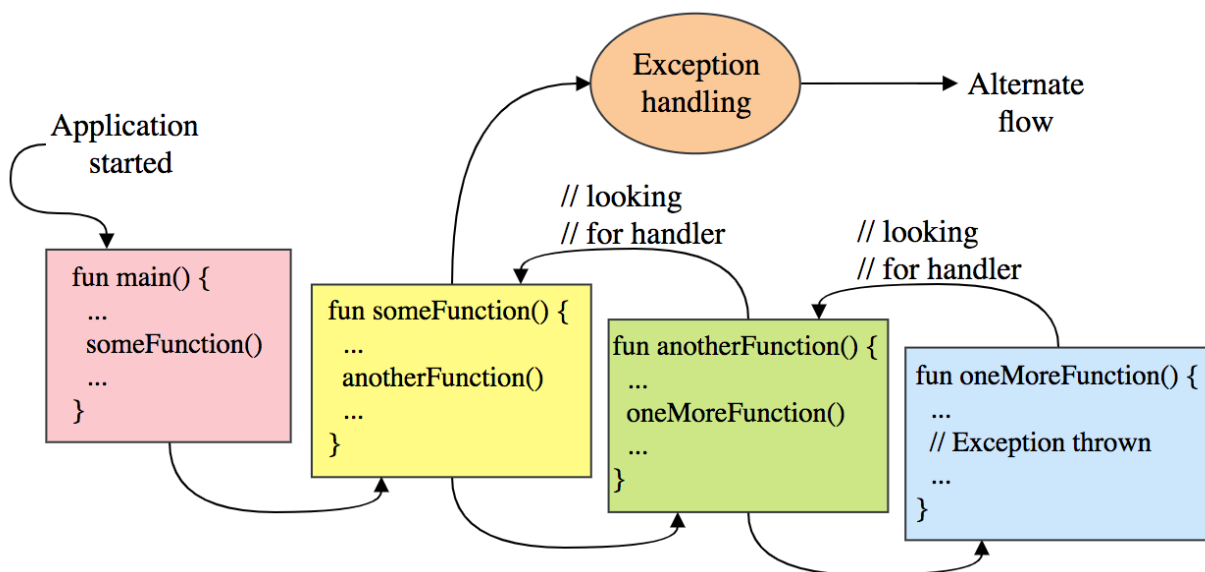 Exception
handling
Alternate
flow
Application
started
// looking
// for handler
// looking
// for handler
fun main() {
...
someFunction()
...
}
fun someFunction() {
...
anotherFunction()
...
}
fun anotherFunction() {
...
oneMoreFunction()
...
}
fun oneMoreFunction() {
...
// Exception thrown
...
}